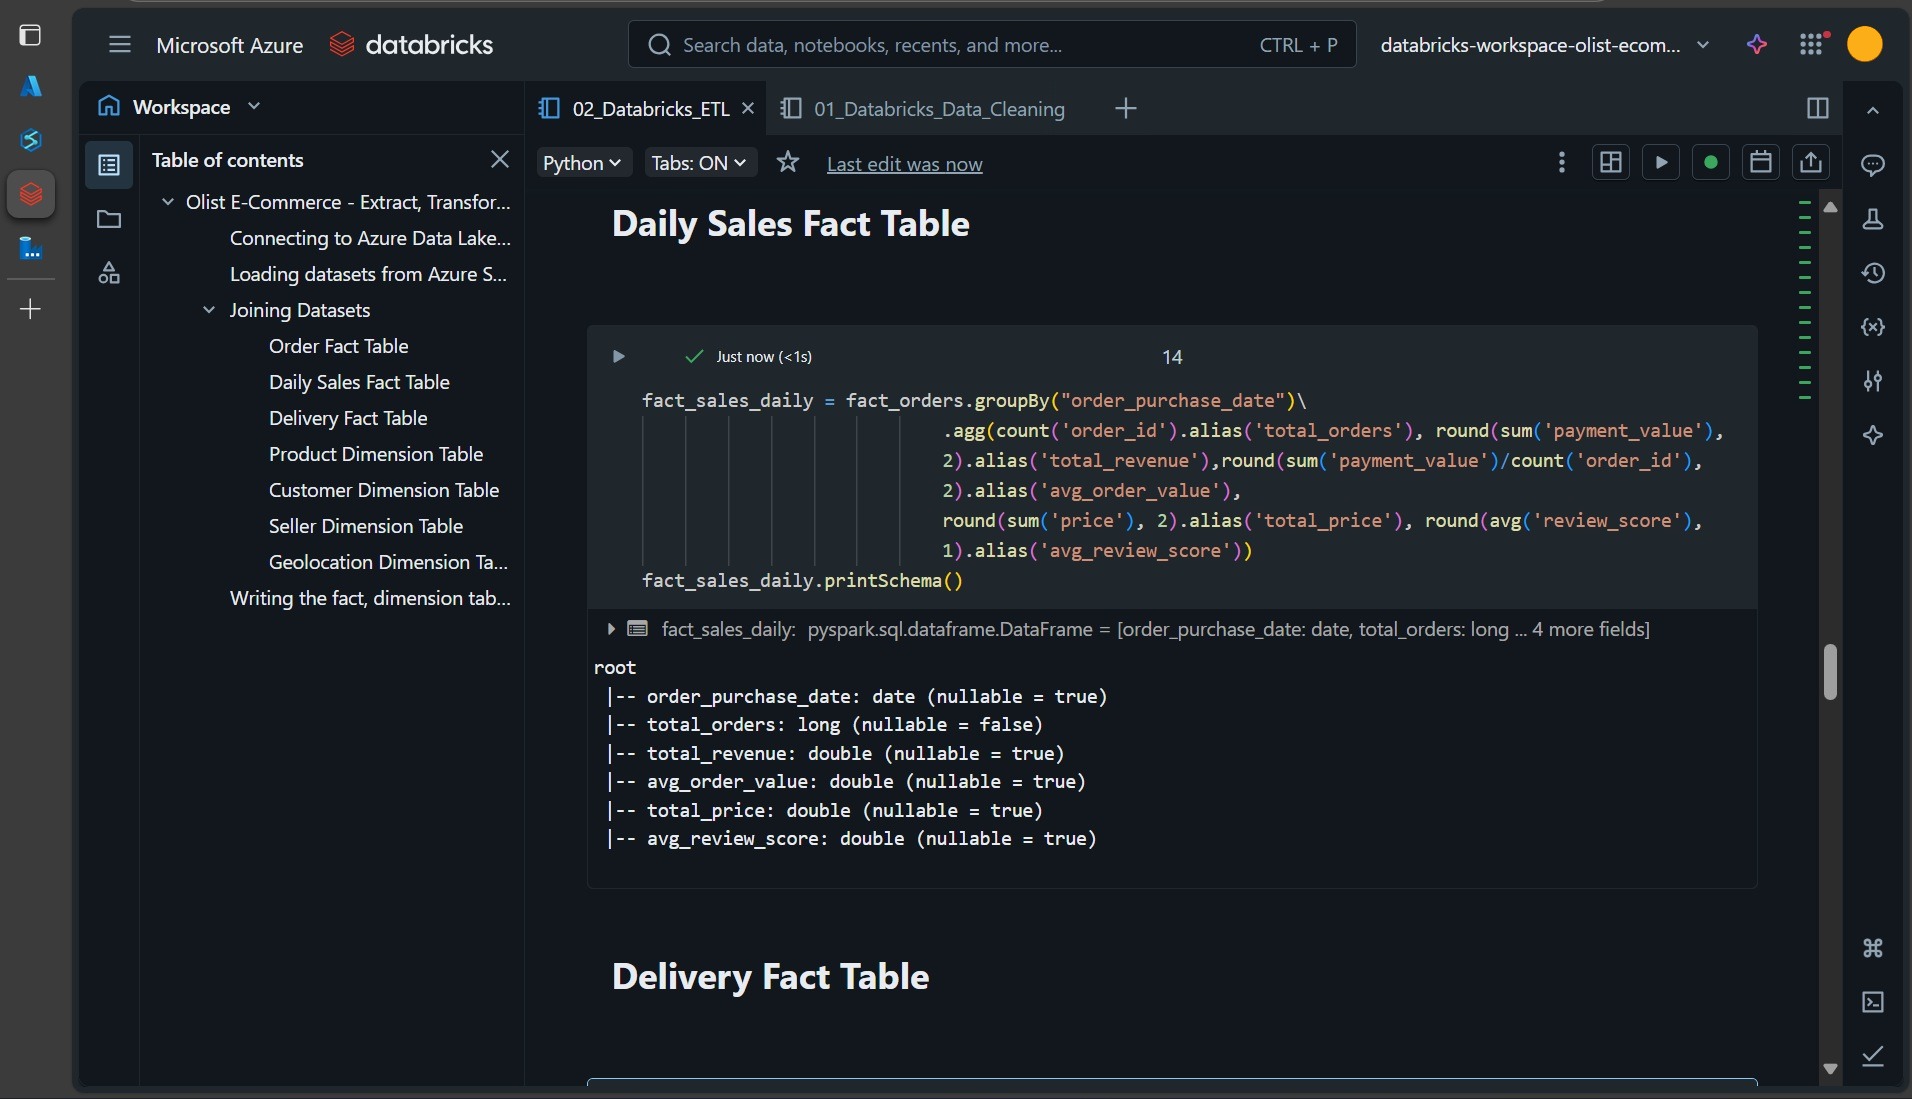 Microsoft Azure databricks
Search data, notebooks, recents, and more... CTRL + P
databricks-workspace-olist-ecom...
Workspace
02_Databricks_ETL
01_Databricks_Data_Cleaning
Table of contents
Python Tabs: ON Last edit was now
Olist E-Commerce - Extract, Transfor...
Connecting to Azure Data Lake...
Loading datasets from Azure S...
Joining Datasets
Order Fact Table
Daily Sales Fact Table
Delivery Fact Table
Product Dimension Table
Customer Dimension Table
Seller Dimension Table
Geolocation Dimension Ta...
Writing the fact, dimension tab...
Daily Sales Fact Table
Just now (<1s) 14
fact_sales_daily = fact_orders.groupBy("order_purchase_date")\
.agg(count('order_id').alias('total_orders'), round(sum('payment_value'),
2).alias('total_revenue'),round(sum('payment_value')/count('order_id'),
2).alias('avg_order_value'),
round(sum('price'), 2).alias('total_price'), round(avg('review_score'),
1).alias('avg_review_score'))
fact_sales_daily.printSchema()
fact_sales_daily: pyspark.sql.dataframe.DataFrame = [order_purchase_date: date, total_orders: long ... 4 more fields]
root
|-- order_purchase_date: date (nullable = true)
|-- total_orders: long (nullable = false)
|-- total_revenue: double (nullable = true)
|-- avg_order_value: double (nullable = true)
|-- total_price: double (nullable = true)
|-- avg_review_score: double (nullable = true)
Delivery Fact Table